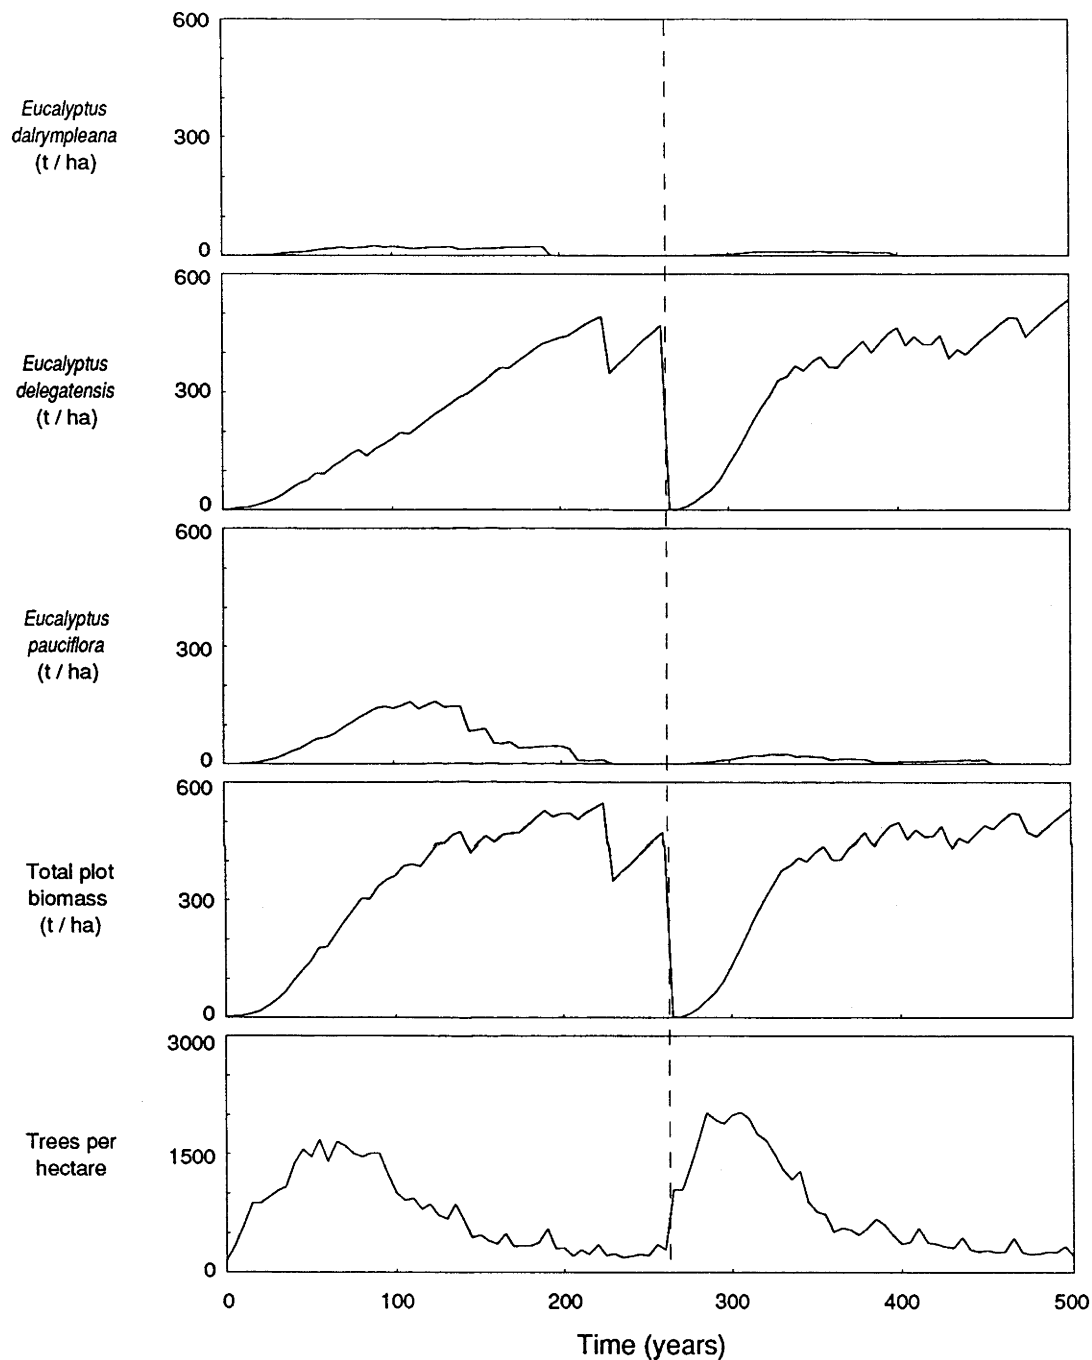 600
Eucalyptus
dalrympleana
(t / ha)
300
0
600
Eucalyptus
delegatensis
(t / ha)
300
0
600
Eucalyptus
pauciflora
(t / ha)
300
0
600
Total plot
biomass
(t / ha)
300
0
3000
Trees per
hectare
1500
0
0 100 200 300 400 500
Time (years)